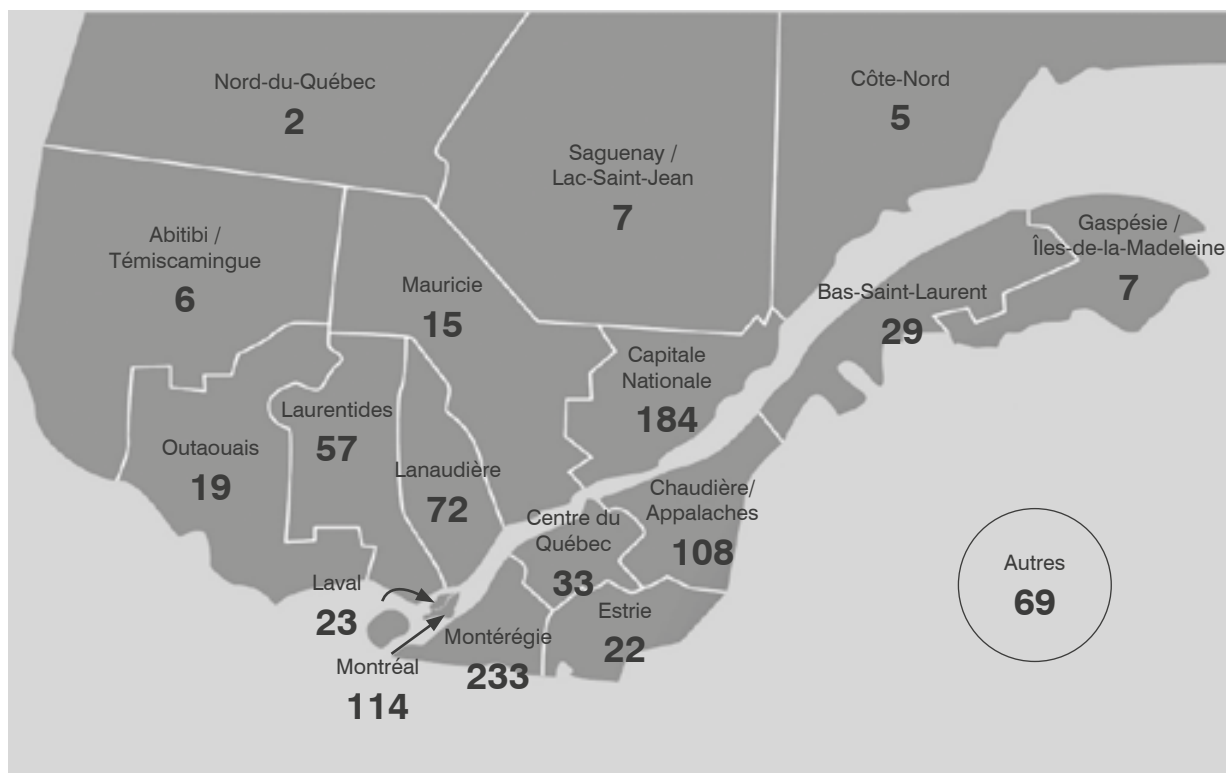 Nord-du-Québec
2
Côte-Nord
5
Saguenay /
Lac-Saint-Jean
7
Abitibi /
Témiscamingue
6
Mauricie
15
Gaspésie /
Îles-de-la-Madeleine
7
Bas-Saint-Laurent
29
Capitale
Nationale
184
Laurentides
57
Outaouais
19
Lanaudière
72
Chaudière/
Appalaches
108
Centre du
Québec
33
Autres
69
Laval
23
Estrie
22
Montérégie
233
Montréal
114